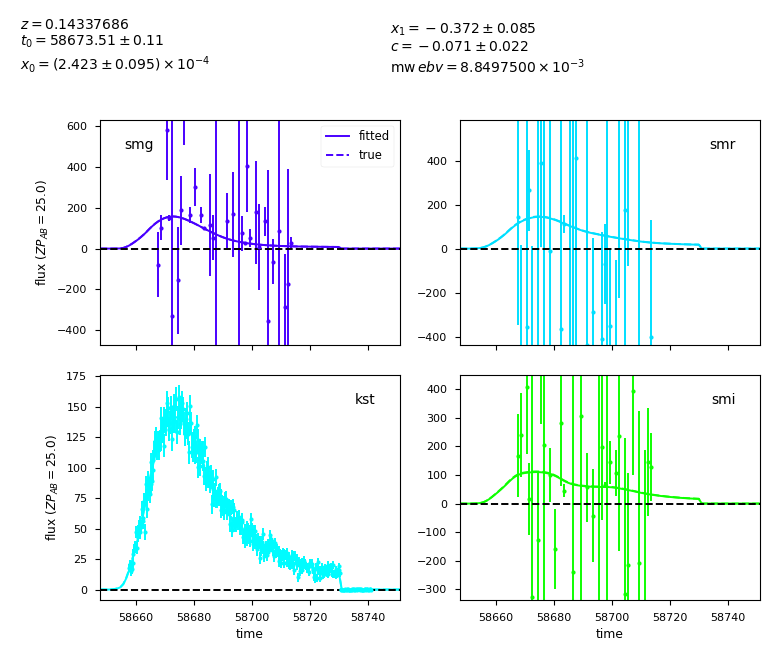 z = 0.14337686
t₀ = 58673.51 ± 0.11
x₀ = (2.423 ± 0.095) × 10⁻⁴
x₁ = −0.372 ± 0.085
c = −0.071 ± 0.022
mw ebv = 8.8497500 × 10⁻³
smg
fitted
true
600
400
200
0
−200
−400
flux (ZP_AB = 25.0)
smr
400
200
0
−200
−400
kst
175
150
125
100
75
50
25
0
flux (ZP_AB = 25.0)
58660 58680 58700 58720 58740
time
smi
400
300
200
100
0
−100
−200
−300
58660 58680 58700 58720 58740
time